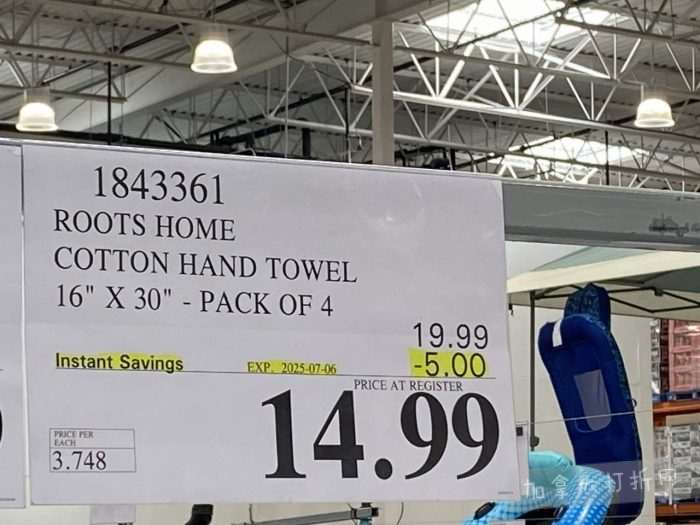 1843361
ROOTS HOME
COTTON HAND TOWEL
16" X 30" - PACK OF 4
19.99
Instant Savings EXP. 2025-07-06 -5.00
PRICE AT REGISTER
14.99
PRICE PER
EACH
3.748
加拿大打折网